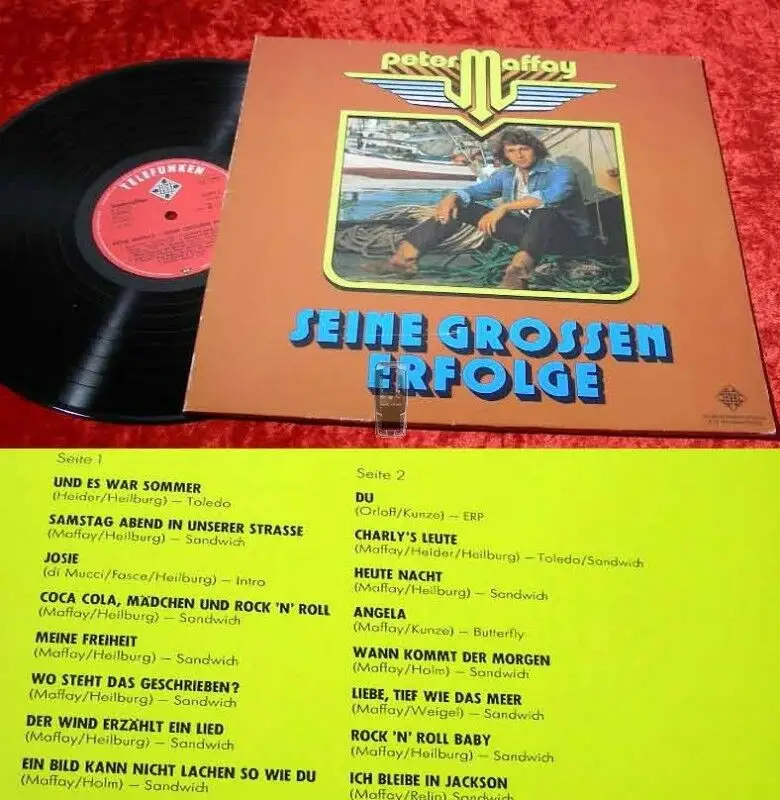 peter Maffay
TELEFUNKEN
SEINE GROSSEN
ERFOLGE
Seite 1
UND ES WAR SOMMER
(Heider/Heilburg) – Toledo
SAMSTAG ABEND IN UNSERER STRASSE
(Maffay/Heilburg) – Sandwich
JOSIE
(di Mucci/Fasce/Heilburg) – Intro
COCA COLA, MÄDCHEN UND ROCK 'N' ROLL
(Maffay/Heilburg) – Sandwich
MEINE FREIHEIT
(Maffay/Heilburg) – Sandwich
WO STEHT DAS GESCHRIEBEN?
(Maffay/Heilburg) – Sandwich
DER WIND ERZÄHLT EIN LIED
(Maffay/Heilburg) – Sandwich
EIN BILD KANN NICHT LACHEN SO WIE DU
(Maffay/Holm) – Sandwich
Seite 2
DU
(Orloff/Kunze) – ERP
CHARLY'S LEUTE
(Maffay/Heider/Heilburg) – Toledo/Sandwich
HEUTE NACHT
(Maffay/Heilburg) – Sandwich
ANGELA
(Maffay/Kunze) – Butterfly
WANN KOMMT DER MORGEN
(Maffay/Holm) – Sandwich
LIEBE, TIEF WIE DAS MEER
(Maffay/Weigel) – Sandwich
ROCK 'N' ROLL BABY
(Maffay/Heilburg) – Sandwich
ICH BLEIBE IN JACKSON
(Maffay/Relin) Sandwich